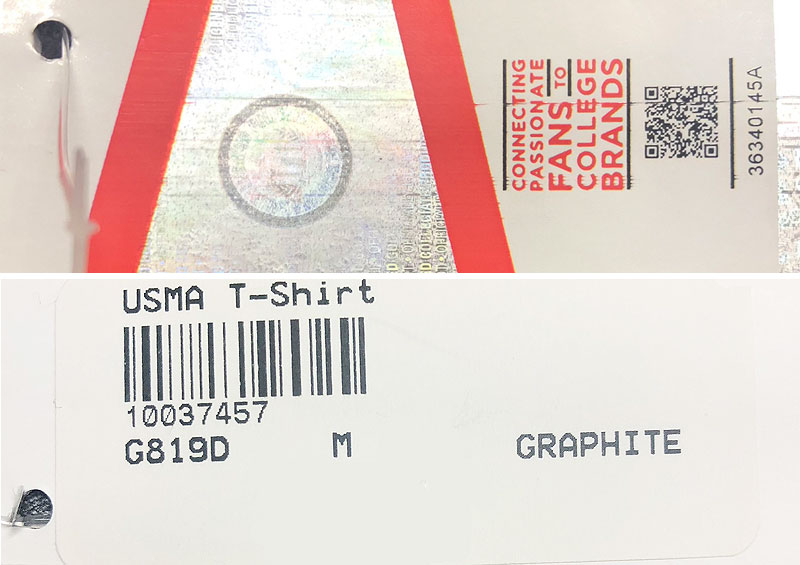 CONNECTING
PASSIONATE
FANS TO
COLLEGE
BRANDS
36340145A
USMA T-Shirt
10037457
G819D M GRAPHITE